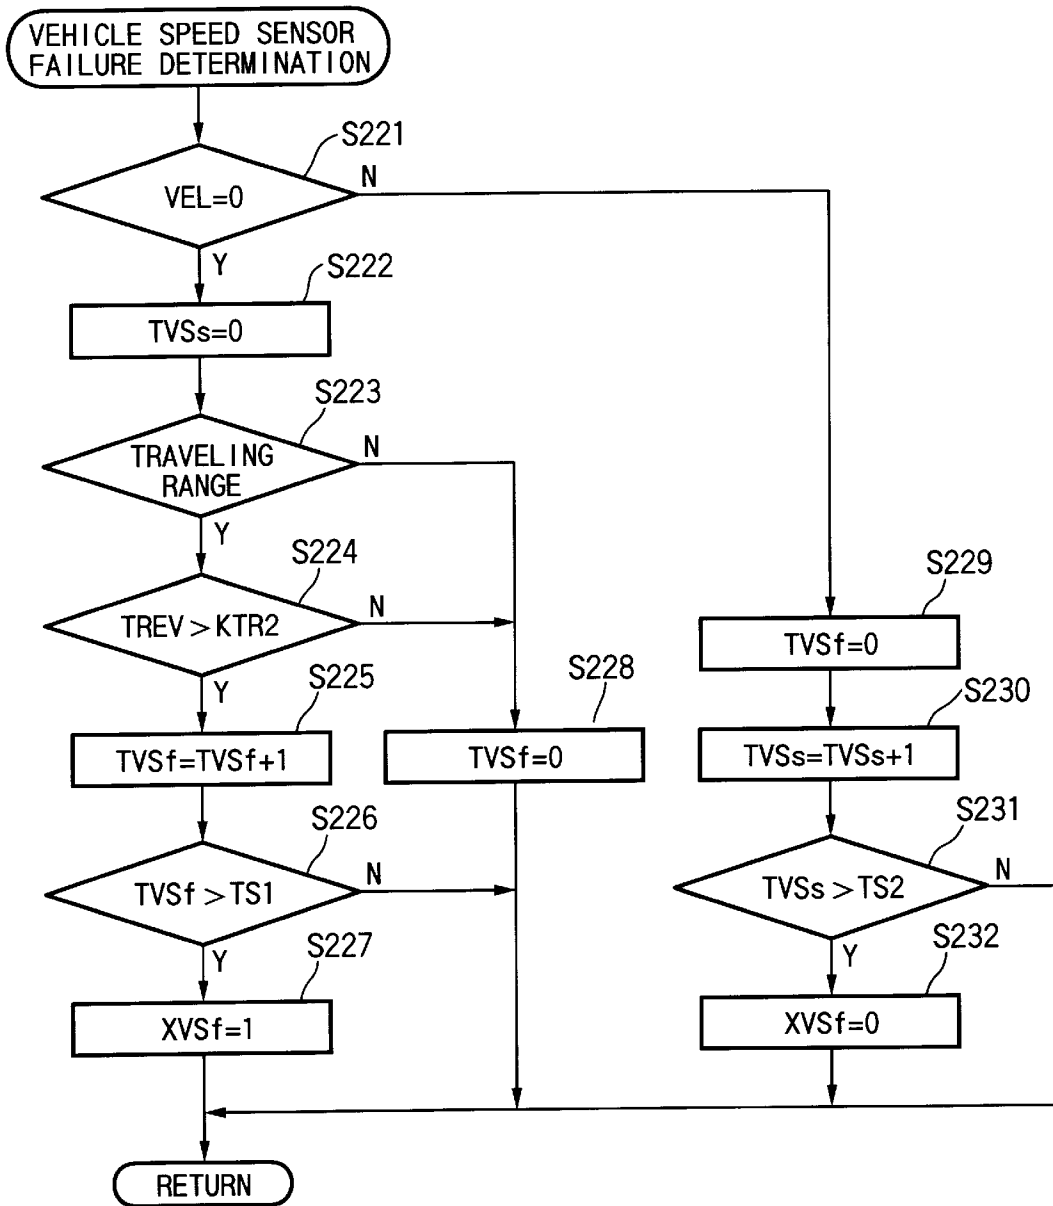 VEHICLE SPEED SENSOR
FAILURE DETERMINATION
S221
VEL=0
N
Y
S222
TVSs=0
S223
TRAVELING
RANGE
N
Y
S224
TREV>KTR2
N
Y
S225
TVSf=TVSf+1
S226
TVSf>TS1
N
Y
S227
XVSf=1
S228
TVSf=0
S229
TVSf=0
S230
TVSs=TVSs+1
S231
TVSs>TS2
N
Y
S232
XVSf=0
RETURN